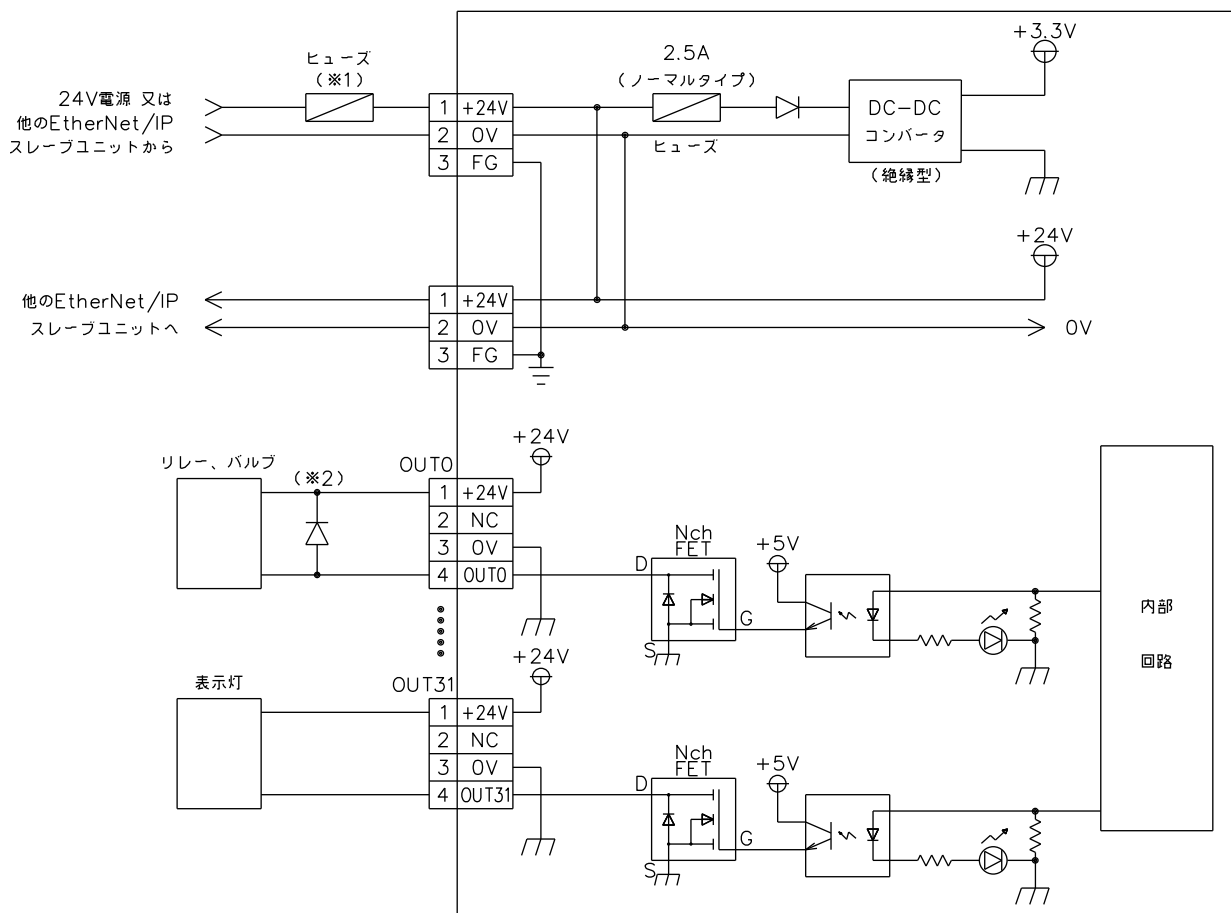 ヒューズ
(※1)
24V電源 又は
他のEtherNet/IP
スレーブユニットから
1 +24V
2 0V
3 FG
2.5A
(ノーマルタイプ)
ヒューズ
DC-DC
コンバータ
(絶縁型)
+3.3V
+24V
他のEtherNet/IP
スレーブユニットへ
1 +24V
2 0V
3 FG
0V
リレー、バルブ
(※2)
OUT0
+24V
1 +24V
2 NC
3 0V
4 OUT0
Nch
FET
D
G
S
+5V
内部
回路
表示灯
OUT31
+24V
1 +24V
2 NC
3 0V
4 OUT31
Nch
FET
D
G
S
+5V